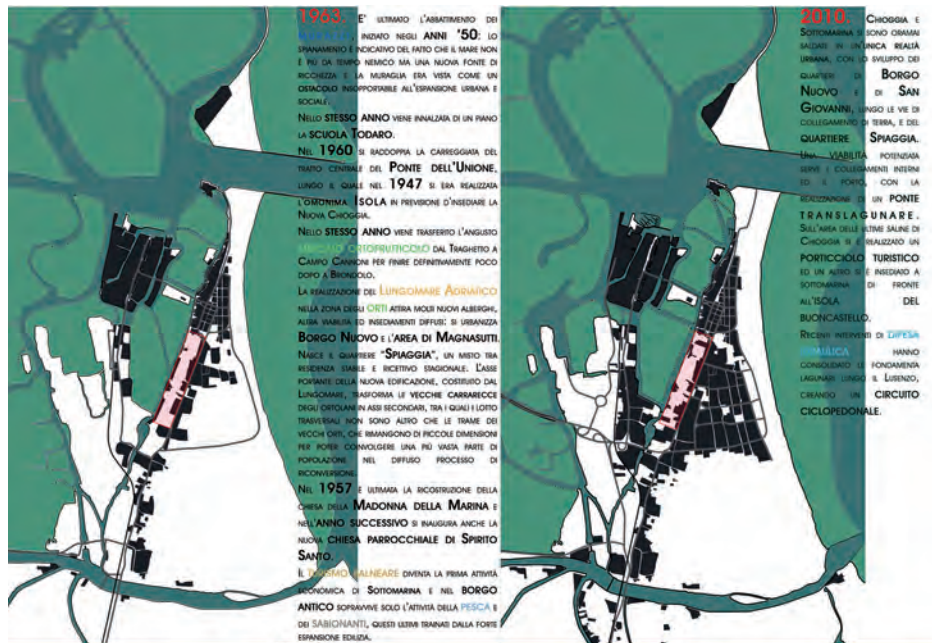 1963. E' ULTIMATO L'ABBATTIMENTO DEI
MURAZZI, INIZIATO NEGLI ANNI '50: LO
SPIANAMENTO È INDICATIVO DEL FATTO CHE IL MARE NON
È PIÙ DA TEMPO NEMICO MA UNA NUOVA FONTE DI
RICCHEZZA E LA MURAGLIA ERA VISTA COME UN
OSTACOLO INSOPPORTABILE ALL'ESPANSIONE URBANA E
SOCIALE.
NELLO STESSO ANNO VIENE INNALZATA DI UN PIANO
LA SCUOLA TODARO.
NEL 1960 SI RADDOPPIA LA CARREGGIATA DEL
TRATTO CENTRALE DEL PONTE DELL'UNIONE,
LUNGO IL QUALE NEL 1947 SI ERA REALIZZATA
L'OMONIMA ISOLA IN PREVISIONE D'INSEDIARE LA
NUOVA CHIOGGIA.
NELLO STESSO ANNO VIENE TRASFERITO L'ANGUSTO
MERCATO ORTOFRUTTICOLO DAL TRAGHETTO A
CAMPO CANNONI PER FINIRE DEFINITIVAMENTE POCO
DOPO A BRONDOLO.
LA REALIZZAZIONE DEL LUNGOMARE ADRIATICO
NELLA ZONA DEGLI ORTI ATTIRA MOLTI NUOVI ALBERGHI,
ALTRA VIABILITÀ ED INSEDIAMENTI DIFFUSI: SI URBANIZZA
BORGO NUOVO E L'AREA DI MAGNASUTTI.
NASCE IL QUARTIERE "SPIAGGIA", UN MISTO TRA
RESIDENZA STABILE E RICETTIVO STAGIONALE. L'ASSE
PORTANTE DELLA NUOVA EDIFICAZIONE, COSTITUITO DAL
LUNGOMARE, TRASFORMA LE VECCHIE CARRARECCE
DEGLI ORTOLANI IN ASSI SECONDARI, TRA I QUALI I LOTTI
TRASVERSALI NON SONO ALTRO CHE LE TRAME DEI
VECCHI ORTI, CHE RIMANGONO DI PICCOLE DIMENSIONI
PER POTER COINVOLGERE UNA PIÙ VASTA PARTE DI
POPOLAZIONE NEL DIFFUSO PROCESSO DI
RICONVERSIONE.
NEL 1957 È ULTIMATA LA RICOSTRUZIONE DELLA
CHIESA DELLA MADONNA DELLA MARINA E
NELL'ANNO SUCCESSIVO SI INAUGURA ANCHE LA
NUOVA CHIESA PARROCCHIALE DI SPIRITO
SANTO.
IL TURISMO BALNEARE DIVENTA LA PRIMA ATTIVITÀ
ECONOMICA DI SOTTOMARINA E NEL BORGO
ANTICO SOPRAVVIVE SOLO L'ATTIVITÀ DELLA PESCA E
DEI SABIONANTI, QUESTI ULTIMI TRAINATI DALLA FORTE
ESPANSIONE EDILIZIA.
2010. CHIOGGIA E
SOTTOMARINA SI SONO ORAMAI
SALDATE IN UN'UNICA REALTÀ
URBANA, CON LO SVILUPPO DEI
QUARTIERI DI BORGO
NUOVO E DI SAN
GIOVANNI, LUNGO LE VIE DI
COLLEGAMENTO DI TERRA, E DEL
QUARTIERE SPIAGGIA.
UNA VIABILITÀ POTENZIATA
SERVE I COLLEGAMENTI INTERNI
ED IL PORTO, CON LA
REALIZZAZIONE DI UN PONTE
TRANSLAGUNARE.
SULL'AREA DELLE ULTIME SALINE DI
CHIOGGIA SI È REALIZZATO UN
PORTICCIOLO TURISTICO
ED UN ALTRO SI È INSEDIATO A
SOTTOMARINA DI FRONTE
ALL'ISOLA DEL
BUONCASTELLO.
RECENTI INTERVENTI DI DIFESA
IDRAULICA HANNO
CONSOLIDATO LE FONDAMENTA
LAGUNARI LUNGO IL LUSENZO,
CREANDO UN CIRCUITO
CICLOPEDONALE.